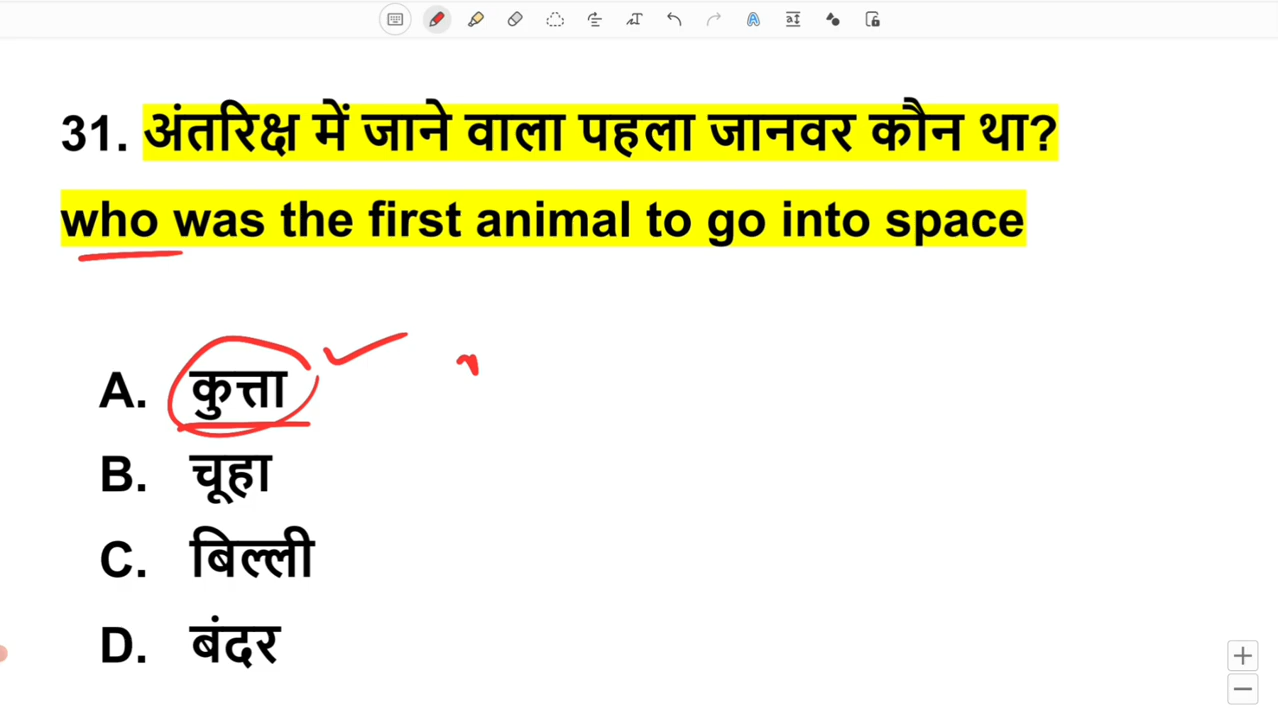 31. अंतरिक्ष में जाने वाला पहला जानवर कौन था?
who was the first animal to go into space
A. कुत्ता
B. चूहा
C. बिल्ली
D. बंदर